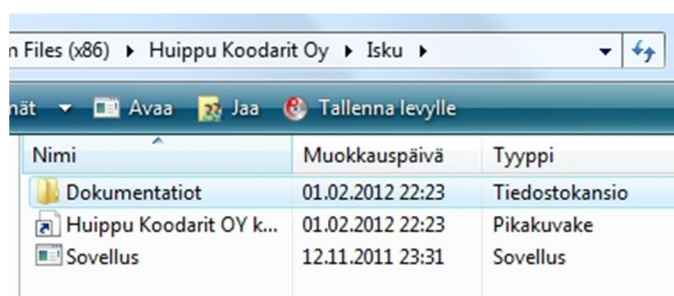 n Files (x86) ▸ Huippu Koodarit Oy ▸ Isku ▸
nät Avaa Jaa Tallenna levylle
Nimi Muokkauspäivä Tyyppi
Dokumentatiot 01.02.2012 22:23 Tiedostokansio
Huippu Koodarit OY k... 01.02.2012 22:23 Pikakuvake
Sovellus 12.11.2011 23:31 Sovellus